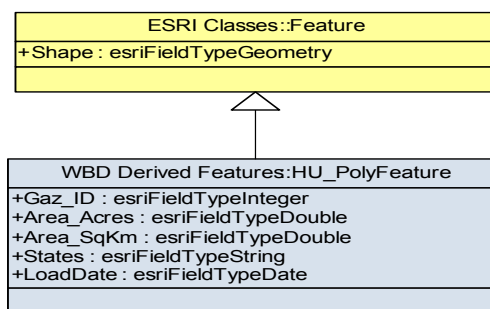 ESRI Classes::Feature
+Shape : esriFieldTypeGeometry
WBD Derived Features:HU_PolyFeature
+Gaz_ID : esriFieldTypeInteger
+Area_Acres : esriFieldTypeDouble
+Area_SqKm : esriFieldTypeDouble
+States : esriFieldTypeString
+LoadDate : esriFieldTypeDate